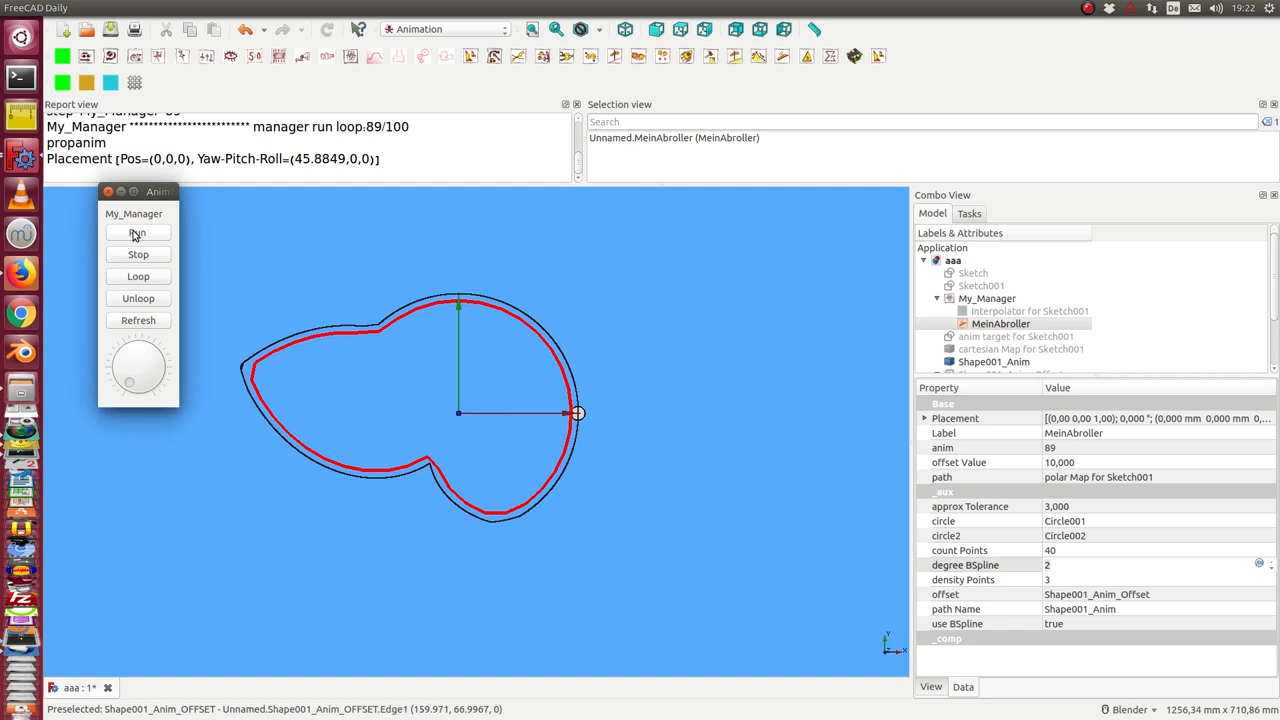 FreeCAD Daily
19:22
Animation
Report view
My_Manager ************************** manager run loop:89/100
propanim
Placement [Pos=(0,0,0), Yaw-Pitch-Roll=(45.8849,0,0)]
Selection view
Search
1
Unnamed.MeinAbroller (MeinAbroller)
Anim
My_Manager
Run
Stop
Loop
Unloop
Refresh
Combo View
Model
Tasks
Labels & Attributes
Application
aaa
Sketch
Sketch001
My_Manager
Interpolator for Sketch001
MeinAbroller
anim target for Sketch001
cartesian Map for Sketch001
Shape001_Anim
Property Value
Base
Placement [(0,00 0,00 1,00); 0,000 °; (0,000 mm 0,000 mm 0,...
Label MeinAbroller
anim 89
offset Value 10,000
path polar Map for Sketch001
_aux
approx Tolerance 3,000
circle Circle001
circle2 Circle002
count Points 40
degree BSpline 2
density Points 3
offset Shape001_Anim_Offset
path Name Shape001_Anim
use BSpline true
_comp
Y
Z
X
View
Data
aaa : 1*
Preselected: Shape001_Anim_OFFSET - Unnamed.Shape001_Anim_OFFSET.Edge1 (159.971, 66.9967, 0)
Blender
1256,34 mm x 710,86 mm